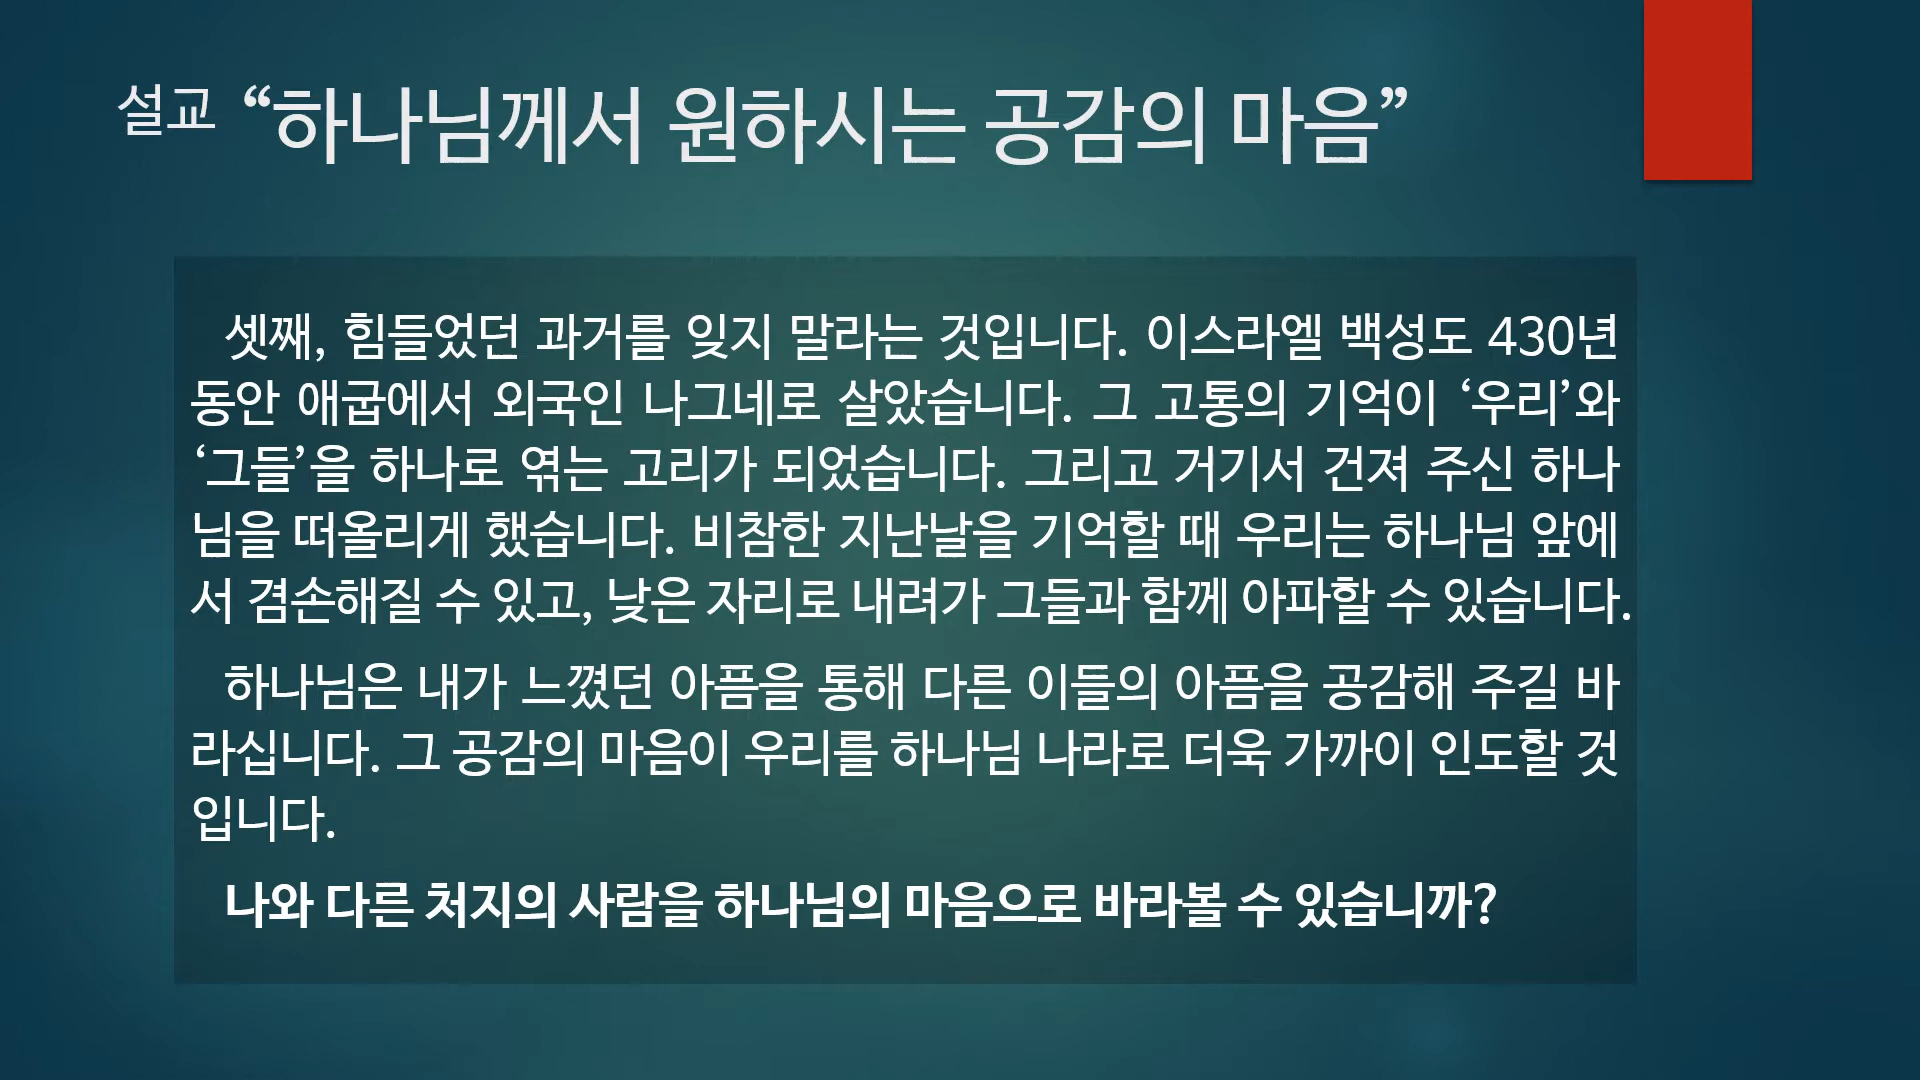 설교 “하나님께서 원하시는 공감의 마음”
셋째, 힘들었던 과거를 잊지 말라는 것입니다. 이스라엘 백성도 430년
동안 애굽에서 외국인 나그네로 살았습니다. 그 고통의 기억이 ‘우리’와
‘그들’을 하나로 엮는 고리가 되었습니다. 그리고 거기서 건져 주신 하나
님을 떠올리게 했습니다. 비참한 지난날을 기억할 때 우리는 하나님 앞에
서 겸손해질 수 있고, 낮은 자리로 내려가 그들과 함께 아파할 수 있습니다.
하나님은 내가 느꼈던 아픔을 통해 다른 이들의 아픔을 공감해 주길 바
라십니다. 그 공감의 마음이 우리를 하나님 나라로 더욱 가까이 인도할 것
입니다.
나와 다른 처지의 사람을 하나님의 마음으로 바라볼 수 있습니까?